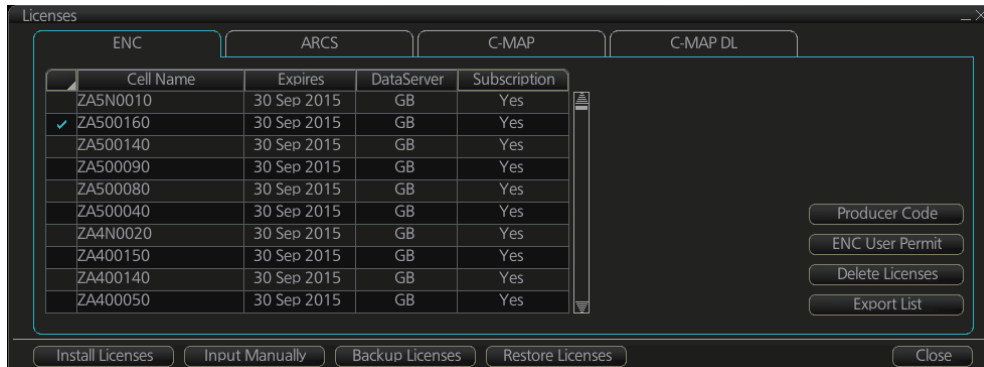 Licenses
ENC ARCS C-MAP C-MAP DL
Cell Name Expires DataServer Subscription
ZA5N0010 30 Sep 2015 GB Yes
ZA500160 30 Sep 2015 GB Yes
ZA500140 30 Sep 2015 GB Yes
ZA500090 30 Sep 2015 GB Yes
ZA500080 30 Sep 2015 GB Yes
ZA500040 30 Sep 2015 GB Yes
ZA4N0020 30 Sep 2015 GB Yes
ZA400150 30 Sep 2015 GB Yes
ZA400140 30 Sep 2015 GB Yes
ZA400050 30 Sep 2015 GB Yes
Producer Code
ENC User Permit
Delete Licenses
Export List
Install Licenses Input Manually Backup Licenses Restore Licenses Close